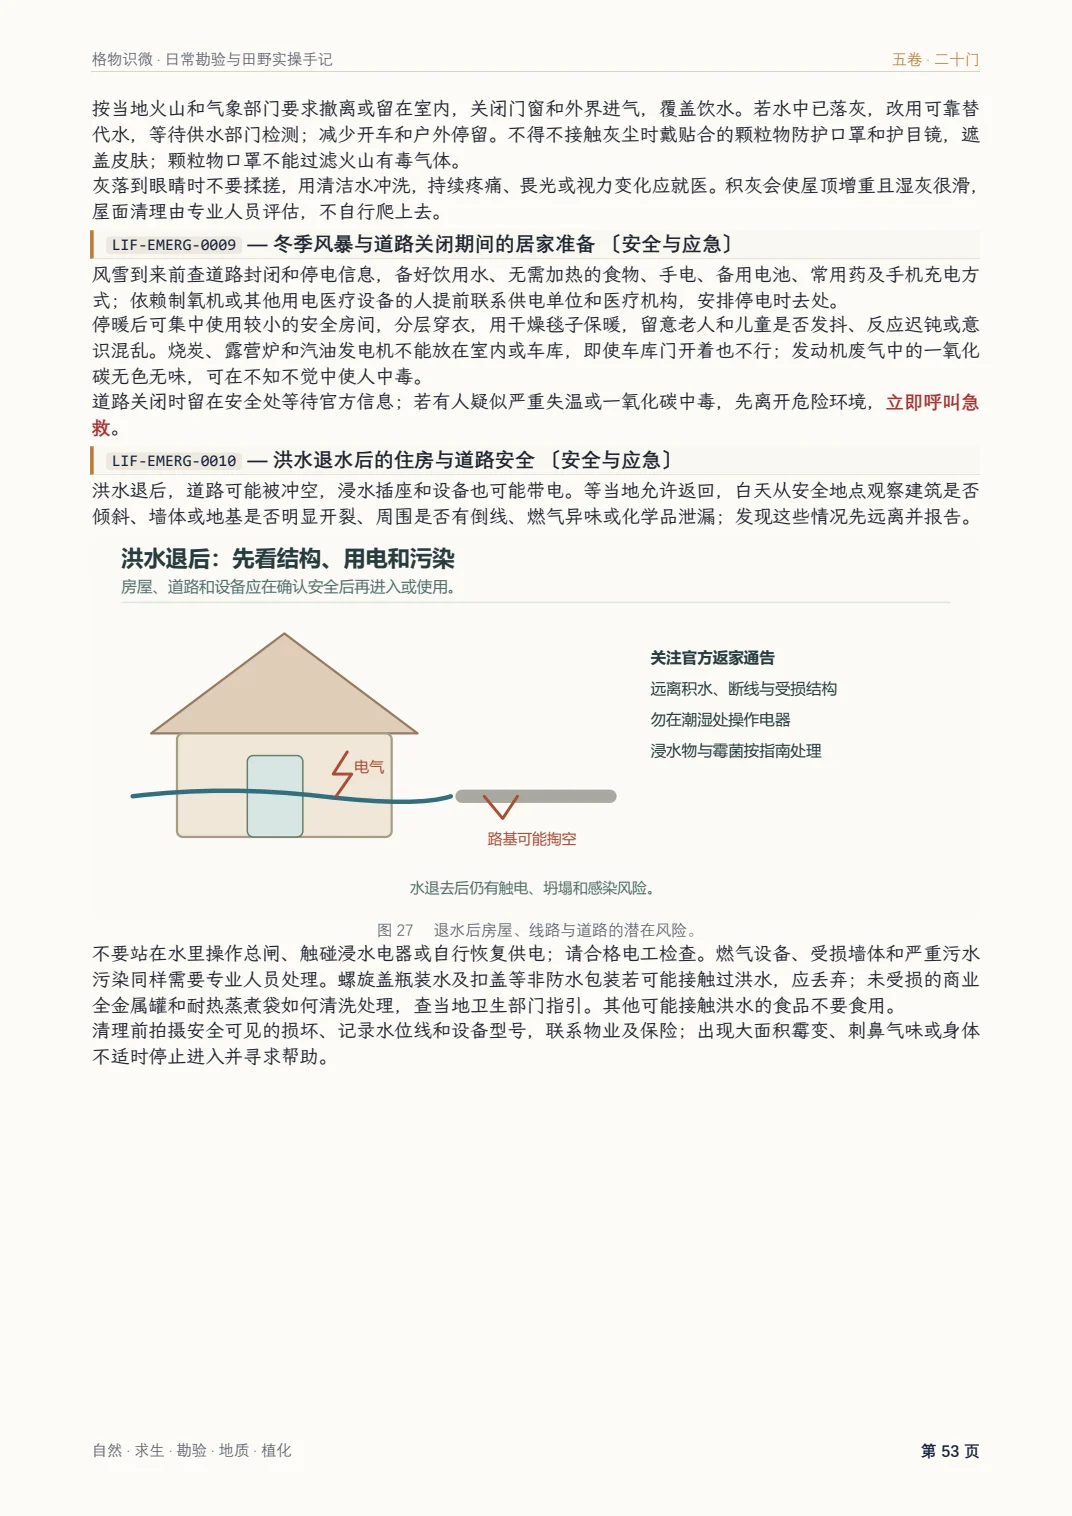 格物识微 · 日常勘验与田野实操手记
五卷 · 二十门
按当地火山和气象部门要求撤离或留在室内，关闭门窗和外界进气，覆盖饮水。若水中已落灰，改用可靠替
代水，等待供水部门检测；减少开车和户外停留。不得不接触灰尘时戴贴合的颗粒物防护口罩和护目镜，遮
盖皮肤；颗粒物口罩不能过滤火山有毒气体。
灰落到眼睛时不要揉搓，用清洁水冲洗，持续疼痛、畏光或视力变化应就医。积灰会使屋顶增重且湿灰很滑，
屋面清理由专业人员评估，不自行爬上去。
LIF-EMERG-0009 — 冬季风暴与道路关闭期间的居家准备 〔安全与应急〕
风雪到来前查道路封闭和停电信息，备好饮用水、无需加热的食物、手电、备用电池、常用药及手机充电方
式；依赖制氧机或其他用电医疗设备的人提前联系供电单位和医疗机构，安排停电时去处。
停暖后可集中使用较小的安全房间，分层穿衣，用干燥毯子保暖，留意老人和儿童是否发抖、反应迟钝或意
识混乱。烧炭、露营炉和汽油发电机不能放在室内或车库，即使车库门开着也不行；发动机废气中的一氧化
碳无色无味，可在不知不觉中使人中毒。
道路关闭时留在安全处等待官方信息；若有人疑似严重失温或一氧化碳中毒，先离开危险环境，立即呼叫急
救。
LIF-EMERG-0010 — 洪水退水后的住房与道路安全 〔安全与应急〕
洪水退后，道路可能被冲空，浸水插座和设备也可能带电。等当地允许返回，白天从安全地点观察建筑是否
倾斜、墙体或地基是否明显开裂、周围是否有倒线、燃气异味或化学品泄漏；发现这些情况先远离并报告。
洪水退后：先看结构、用电和污染
房屋、道路和设备应在确认安全后再进入或使用。
关注官方返家通告
远离积水、断线与受损结构
勿在潮湿处操作电器
浸水物与霉菌按指南处理
电气
路基可能掏空
水退去后仍有触电、坍塌和感染风险。
图 27 退水后房屋、线路与道路的潜在风险。
不要站在水里操作总闸、触碰浸水电器或自行恢复供电；请合格电工检查。燃气设备、受损墙体和严重污水
污染同样需要专业人员处理。螺旋盖瓶装水及扣盖等非防水包装若可能接触过洪水，应丢弃；未受损的商业
全金属罐和耐热蒸煮袋如何清洗处理，查当地卫生部门指引。其他可能接触洪水的食品不要食用。
清理前拍摄安全可见的损坏、记录水位线和设备型号，联系物业及保险；出现大面积霉变、刺鼻气味或身体
不适时停止进入并寻求帮助。
自然 · 求生 · 勘验 · 地质 · 植化
第 53 页